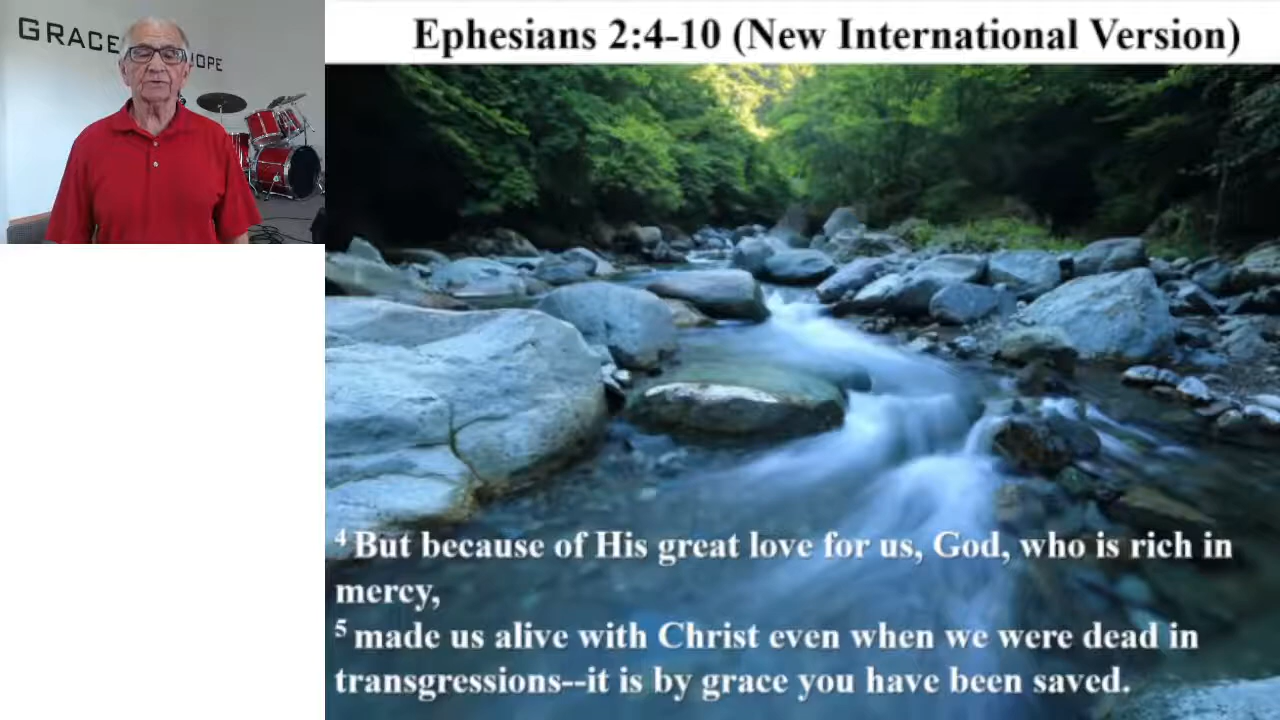 GRACE
HOPE
Ephesians 2:4-10 (New International Version)
4 But because of His great love for us, God, who is rich in
mercy,
5 made us alive with Christ even when we were dead in
transgressions--it is by grace you have been saved.